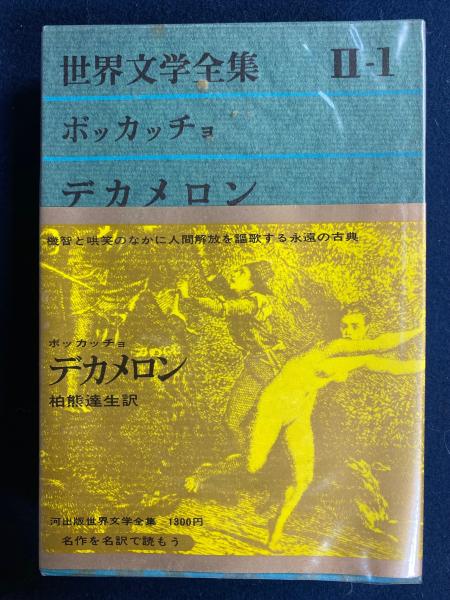 世界文学全集 II-1
ボッカッチョ
デカメロン
機智と哄笑のなかに人間解放を謳歌する永遠の古典
ボッカッチョ
デカメロン
柏熊達生訳
河出版世界文学全集 1300円
名作を名訳で読もう